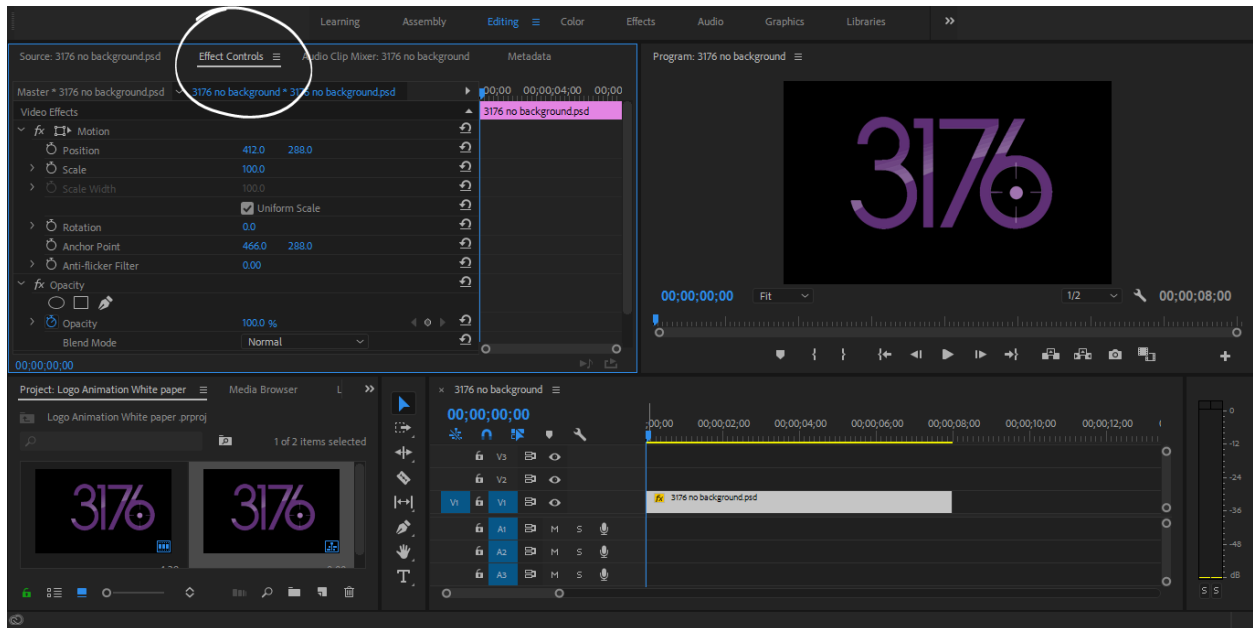 Learning Assembly Editing Color Effects Audio Graphics Libraries
Source: 3176 no background.psd Effect Controls Audio Clip Mixer: 3176 no background Metadata
Master * 3176 no background.psd 3176 no background * 3176 no background.psd
00;00 00;00;04;00 00;00
Video Effects
3176 no background.psd
fx Motion
Position 412.0 288.0
Scale 100.0
Scale Width 100.0
Uniform Scale
Rotation 0.0
Anchor Point 466.0 288.0
Anti-flicker Filter 0.00
fx Opacity
Opacity 100.0 %
Blend Mode Normal
00;00;00;00
Program: 3176 no background
3176
00;00;00;00 Fit 1/2 00;00;08;00
Project: Logo Animation White paper Media Browser L
Logo Animation White paper .prproj
1 of 2 items selected
3176
3176
T
× 3176 no background
00;00;00;00
;00;00 00;00;02;00 00;00;04;00 00;00;06;00 00;00;08;00 00;00;10;00 00;00;12;00
V3
V2
V1 V1
fx 3176 no background.psd
A1 M S
A2 M S
A3 M S
0
-12
-24
-36
-48
dB
S S